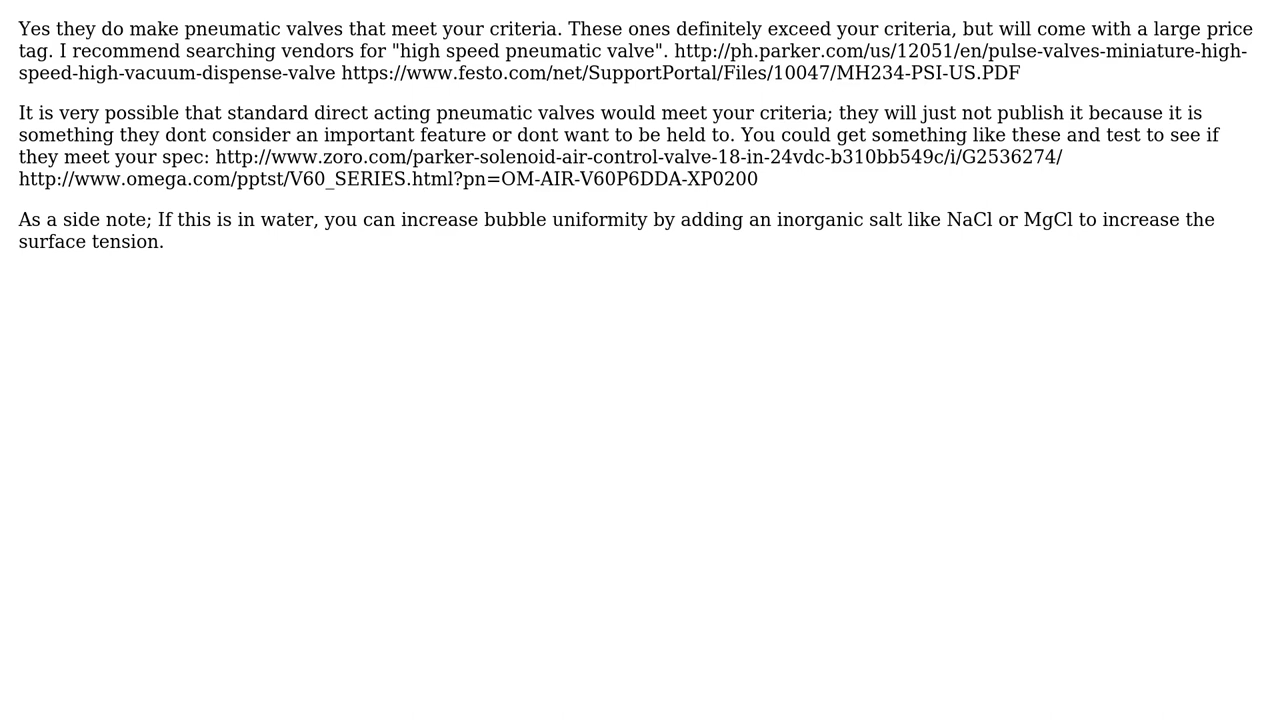 Yes they do make pneumatic valves that meet your criteria. These ones definitely exceed your criteria, but will come with a large price
tag. I recommend searching vendors for "high speed pneumatic valve". http://ph.parker.com/us/12051/en/pulse-valves-miniature-high-
speed-high-vacuum-dispense-valve https://www.festo.com/net/SupportPortal/Files/10047/MH234-PSI-US.PDF
It is very possible that standard direct acting pneumatic valves would meet your criteria; they will just not publish it because it is
something they dont consider an important feature or dont want to be held to. You could get something like these and test to see if
they meet your spec: http://www.zoro.com/parker-solenoid-air-control-valve-18-in-24vdc-b310bb549c/i/G2536274/
http://www.omega.com/pptst/V60_SERIES.html?pn=OM-AIR-V60P6DDA-XP0200
As a side note; If this is in water, you can increase bubble uniformity by adding an inorganic salt like NaCl or MgCl to increase the
surface tension.